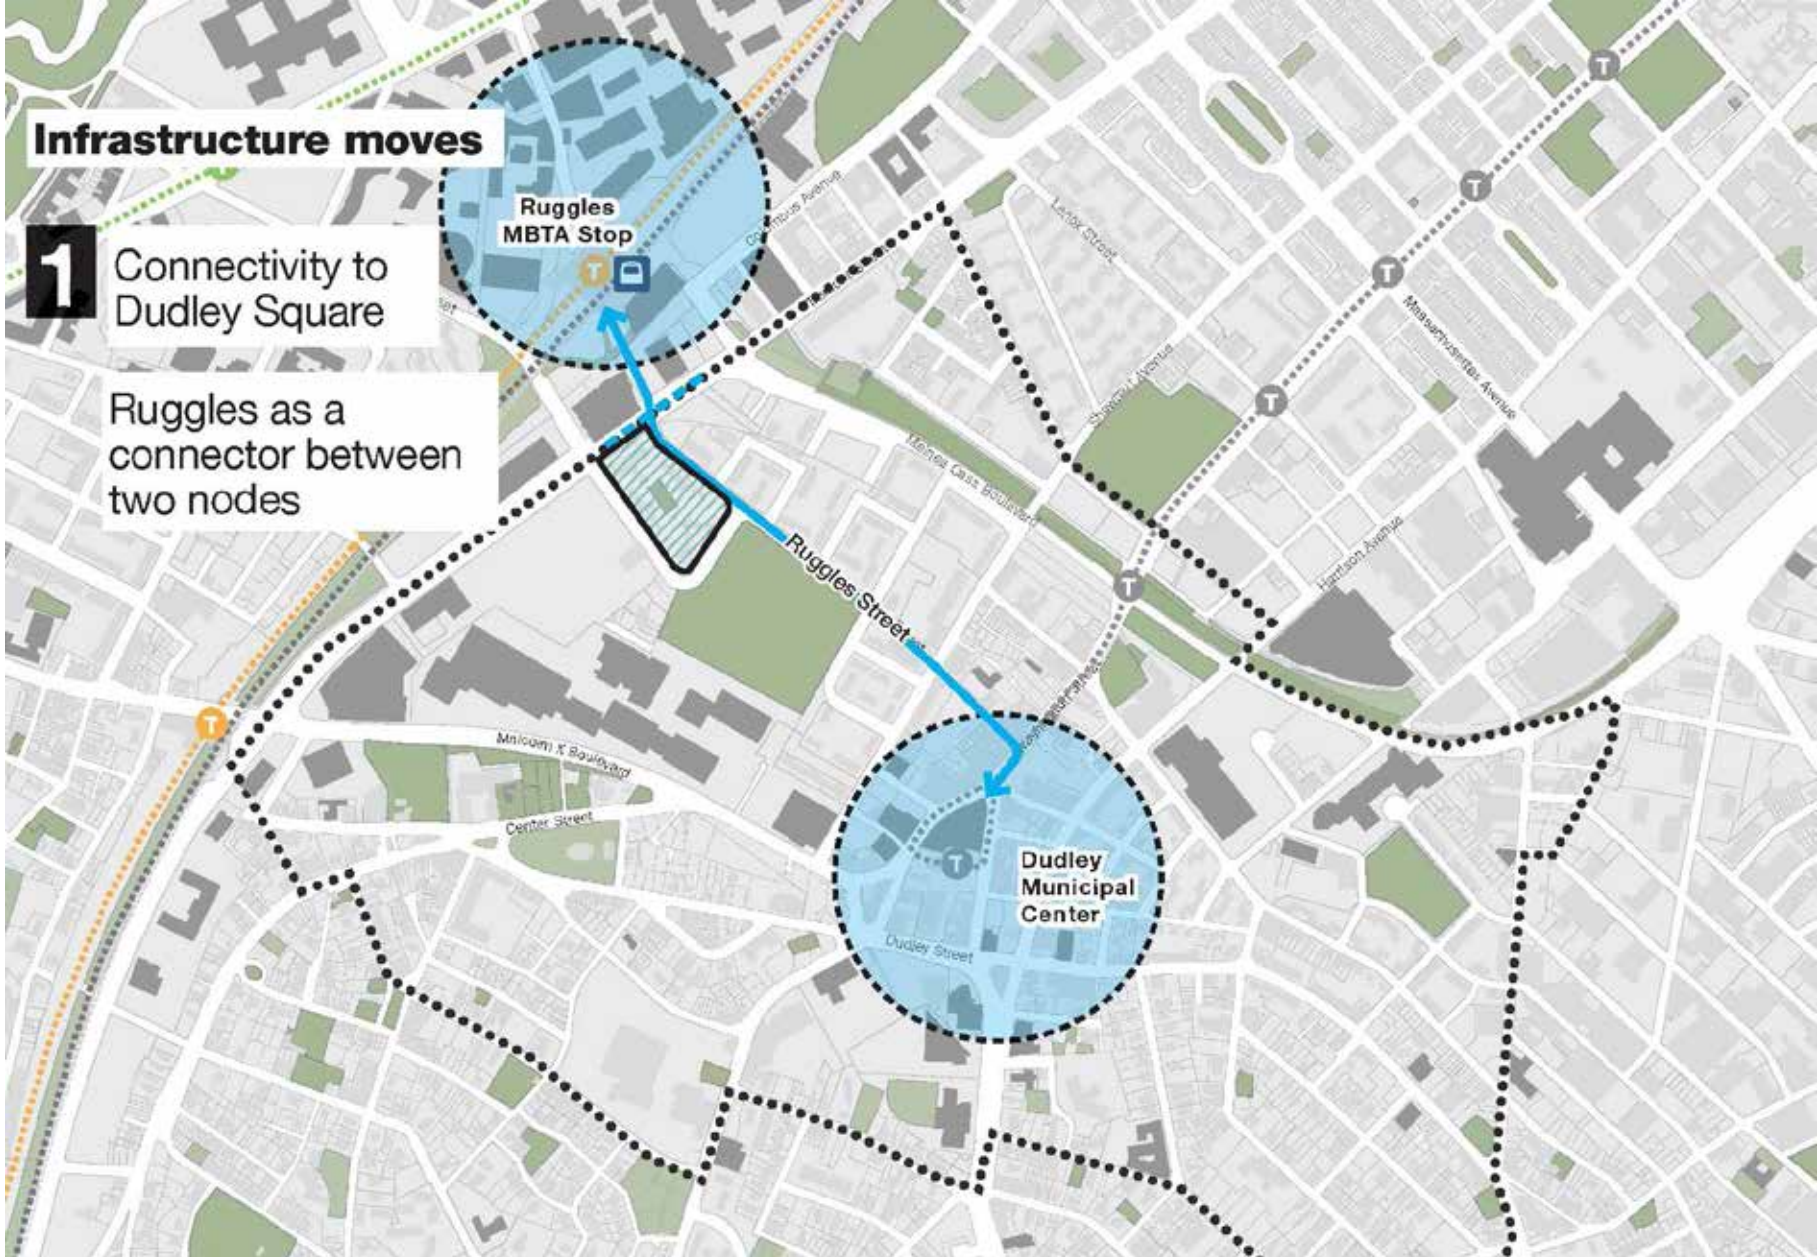 Infrastructure moves
1
Connectivity to
Dudley Square
Ruggles as a
connector between
two nodes
Ruggles
MBTA Stop
T
Columbus Avenue
Lenox Street
T
T
T
T
T
Massachusetts Avenue
Shawmut Avenue
Melnea Cass Boulevard
Harrison Avenue
Ruggles Street
Malcolm X Boulevard
Center Street
T
T
Dudley
Municipal
Center
Dudley Street